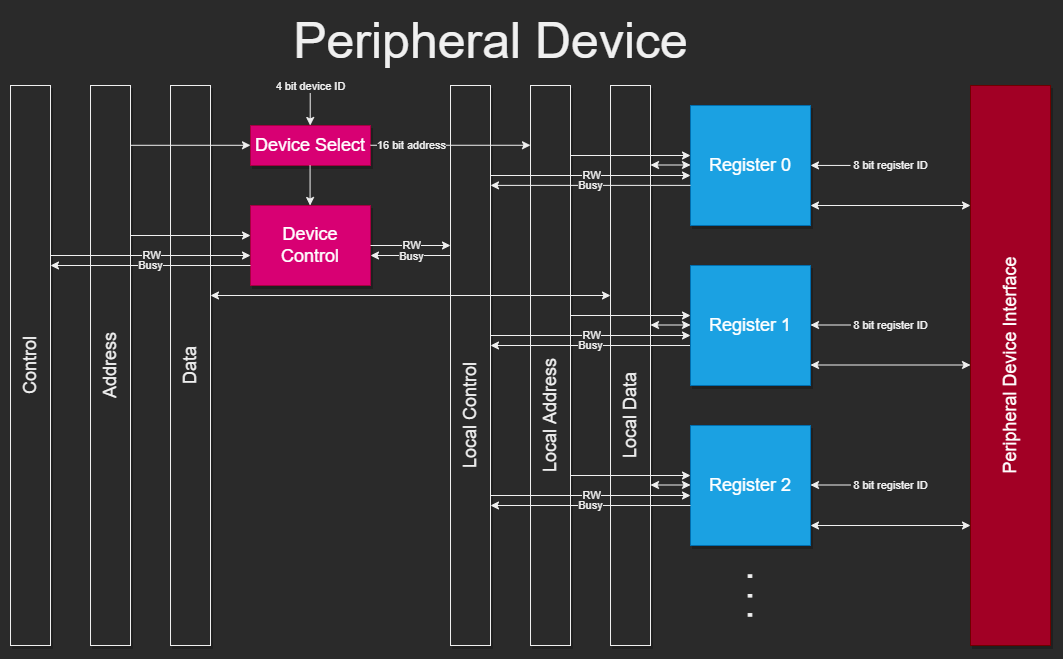 Peripheral Device
4 bit device ID
Device Select
16 bit address
Device
Control
RW
Busy
RW
Busy
Control
Address
Data
Local Control
Local Address
Local Data
Register 0
RW
Busy
8 bit register ID
Register 1
RW
Busy
8 bit register ID
Register 2
RW
Busy
8 bit register ID
Peripheral Device Interface